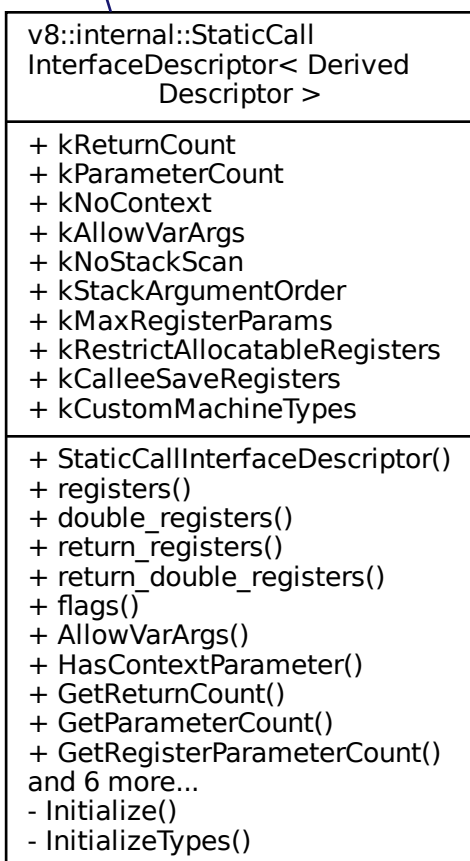 v8::internal::StaticCall
InterfaceDescriptor< Derived
Descriptor >
+ kReturnCount
+ kParameterCount
+ kNoContext
+ kAllowVarArgs
+ kNoStackScan
+ kStackArgumentOrder
+ kMaxRegisterParams
+ kRestrictAllocatableRegisters
+ kCalleeSaveRegisters
+ kCustomMachineTypes
+ StaticCallInterfaceDescriptor()
+ registers()
+ double_registers()
+ return_registers()
+ return_double_registers()
+ flags()
+ AllowVarArgs()
+ HasContextParameter()
+ GetReturnCount()
+ GetParameterCount()
+ GetRegisterParameterCount()
and 6 more...
- Initialize()
- InitializeTypes()